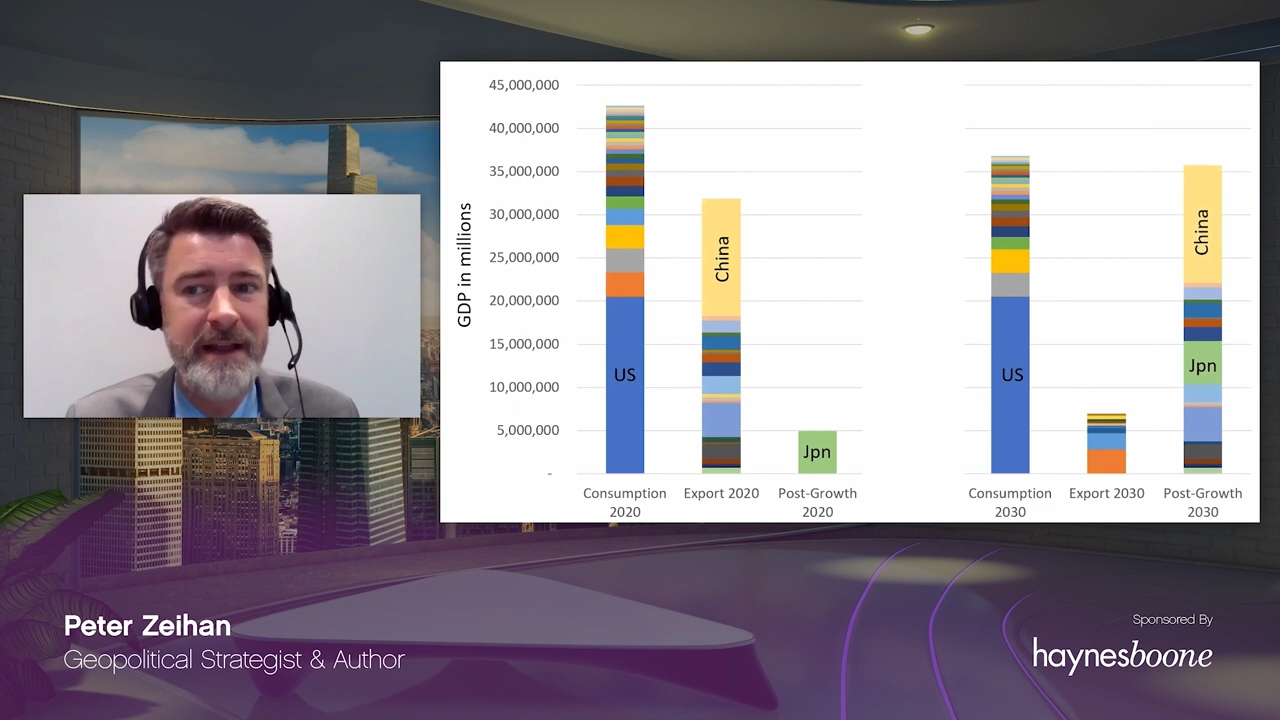 45,000,000
40,000,000
35,000,000
30,000,000
25,000,000
20,000,000
15,000,000
10,000,000
5,000,000
-
GDP in millions
US
China
Jpn
Consumption
2020
Export 2020
Post-Growth
2020
US
China
Jpn
Consumption
2030
Export 2030
Post-Growth
2030
Peter Zeihan
Geopolitical Strategist & Author
Sponsored By
haynesboone